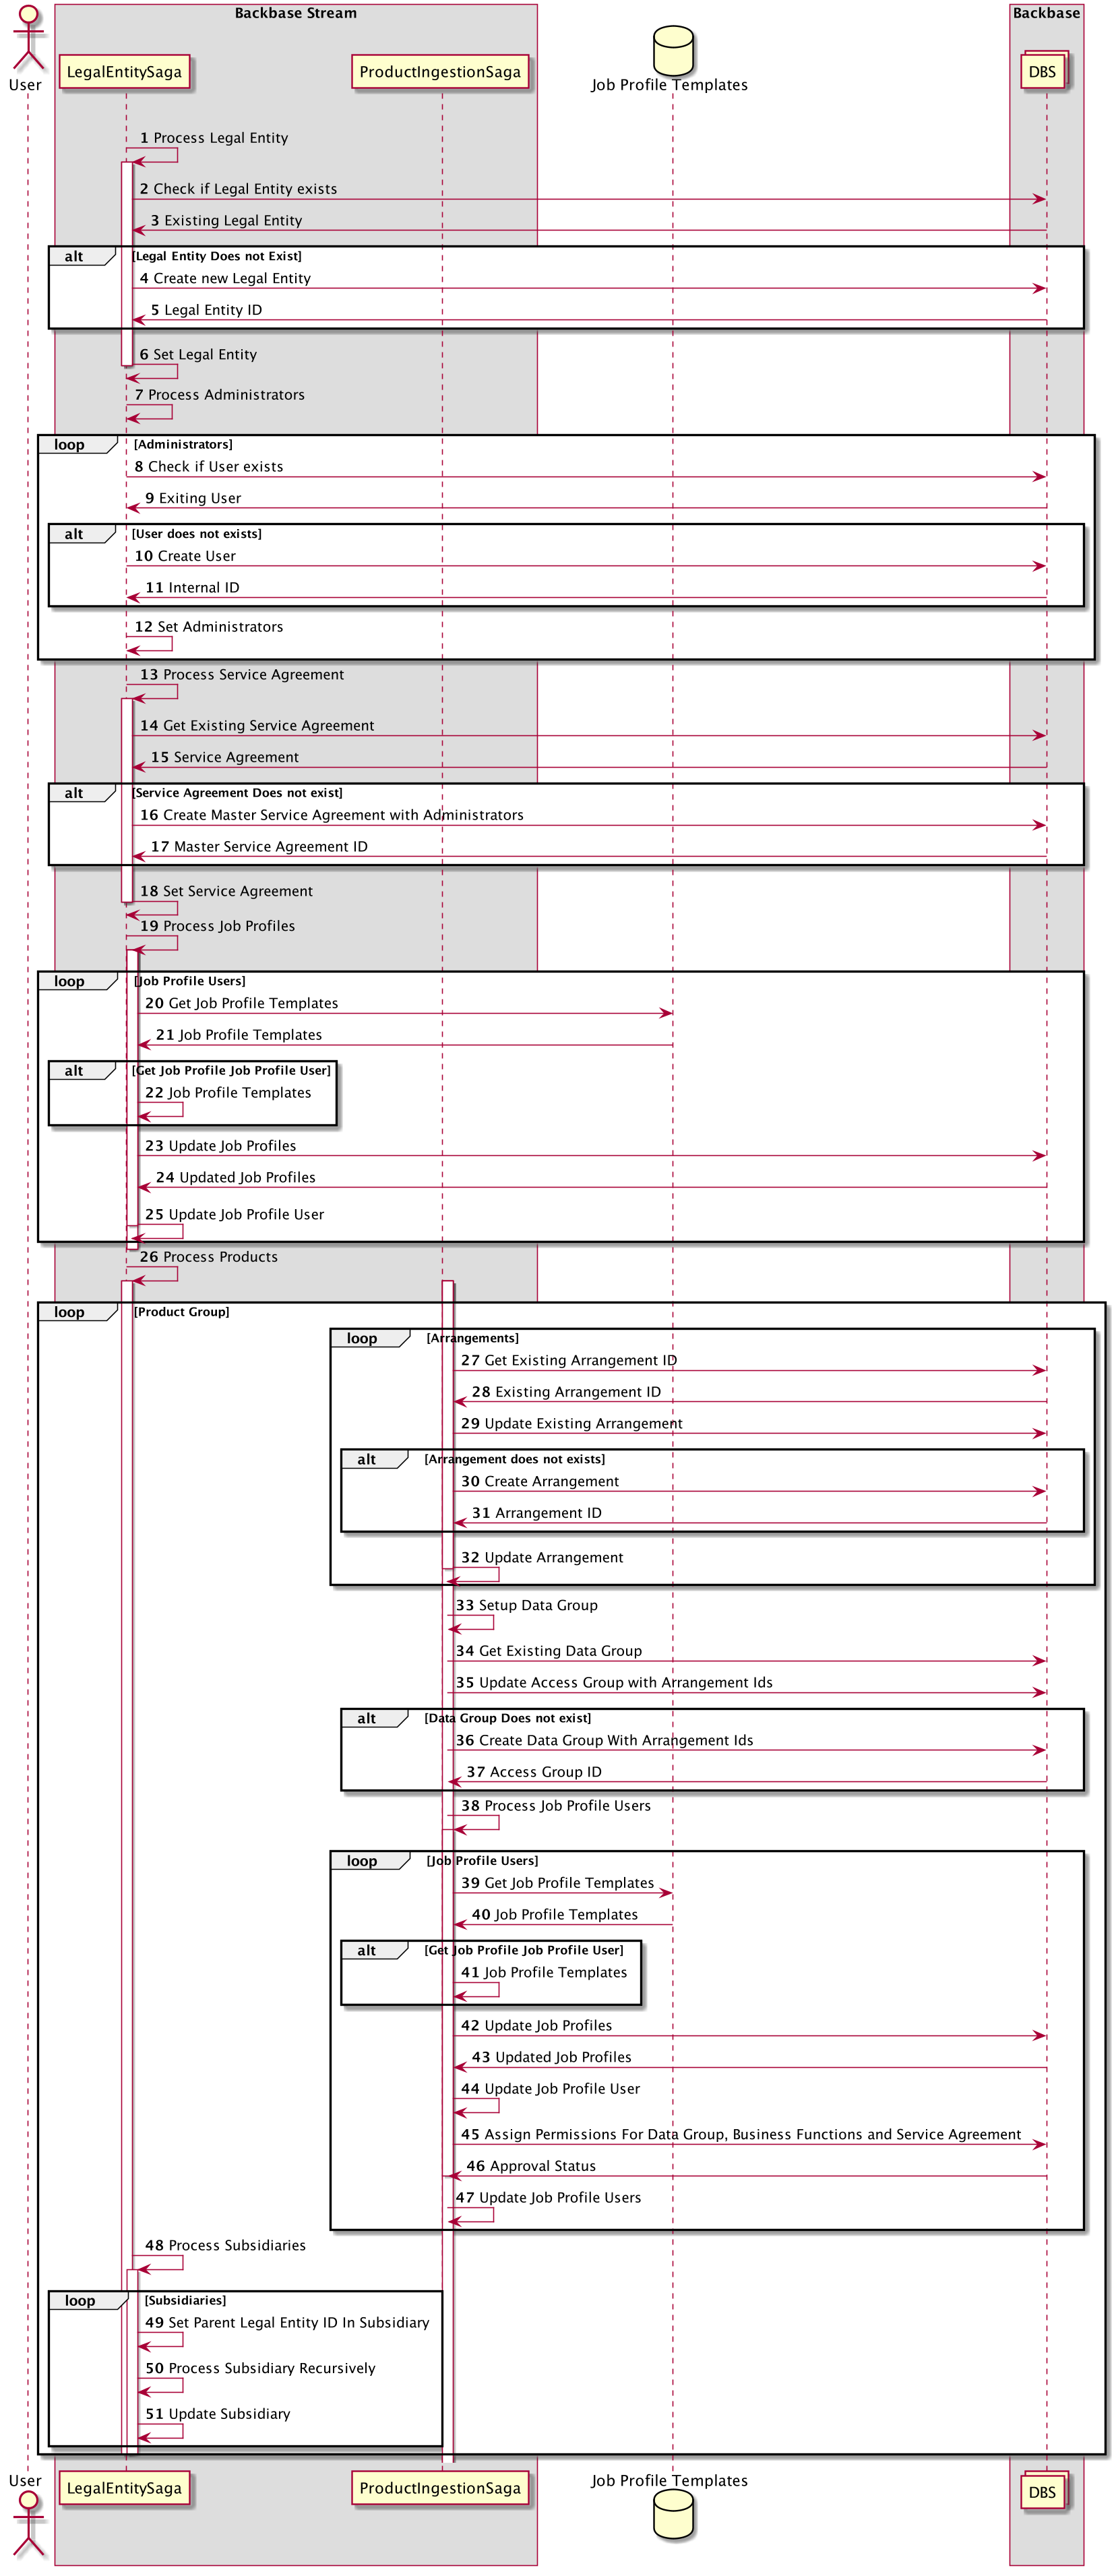 Backbase Stream
Backbase
User
LegalEntitySaga
ProductIngestionSaga
Job Profile Templates
DBS
1 Process Legal Entity
2 Check if Legal Entity exists
3 Existing Legal Entity
alt [Legal Entity Does not Exist]
4 Create new Legal Entity
5 Legal Entity ID
6 Set Legal Entity
7 Process Administrators
loop [Administrators]
8 Check if User exists
9 Exiting User
alt [User does not exists]
10 Create User
11 Internal ID
12 Set Administrators
13 Process Service Agreement
14 Get Existing Service Agreement
15 Service Agreement
alt [Service Agreement Does not exist]
16 Create Master Service Agreement with Administrators
17 Master Service Agreement ID
18 Set Service Agreement
19 Process Job Profiles
loop [Job Profile Users]
20 Get Job Profile Templates
21 Job Profile Templates
alt [Get Job Profile Job Profile User]
22 Job Profile Templates
23 Update Job Profiles
24 Updated Job Profiles
25 Update Job Profile User
26 Process Products
loop [Product Group]
loop [Arrangements]
27 Get Existing Arrangement ID
28 Existing Arrangement ID
29 Update Existing Arrangement
alt [Arrangement does not exists]
30 Create Arrangement
31 Arrangement ID
32 Update Arrangement
33 Setup Data Group
34 Get Existing Data Group
35 Update Access Group with Arrangement Ids
alt [Data Group Does not exist]
36 Create Data Group With Arrangement Ids
37 Access Group ID
38 Process Job Profile Users
loop [Job Profile Users]
39 Get Job Profile Templates
40 Job Profile Templates
alt [Get Job Profile Job Profile User]
41 Job Profile Templates
42 Update Job Profiles
43 Updated Job Profiles
44 Update Job Profile User
45 Assign Permissions For Data Group, Business Functions and Service Agreement
46 Approval Status
47 Update Job Profile Users
48 Process Subsidiaries
loop [Subsidiaries]
49 Set Parent Legal Entity ID In Subsidiary
50 Process Subsidiary Recursively
51 Update Subsidiary
User
LegalEntitySaga
ProductIngestionSaga
Job Profile Templates
DBS